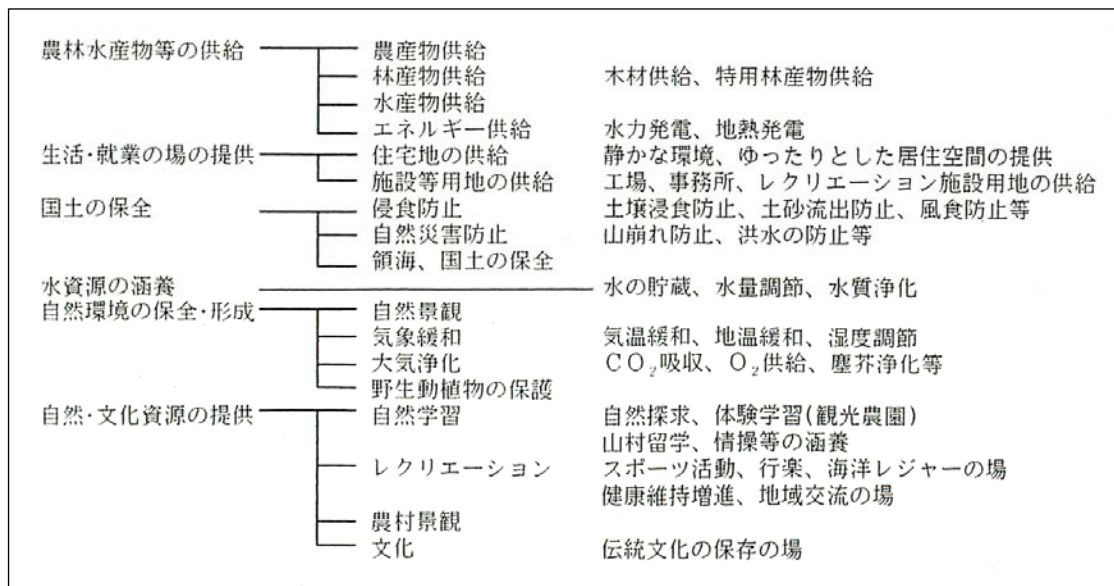 農林水産物等の供給 農産物供給
林産物供給 木材供給、特用林産物供給
水産物供給
エネルギー供給 水力発電、地熱発電
生活・就業の場の提供 住宅地の供給 静かな環境、ゆったりとした居住空間の提供
施設等用地の供給 工場、事務所、レクリエーション施設用地の供給
国土の保全 侵食防止 土壌浸食防止、土砂流出防止、風食防止等
自然災害防止 山崩れ防止、洪水の防止等
領海、国土の保全
水資源の涵養 水の貯蔵、水量調節、水質浄化
自然環境の保全・形成 自然景観
気象緩和 気温緩和、地温緩和、湿度調節
大気浄化 CO₂吸収、O₂供給、塵芥浄化等
野生動植物の保護
自然・文化資源の提供 自然学習 自然探求、体験学習(観光農園)
山村留学、情操等の涵養
レクリエーション スポーツ活動、行楽、海洋レジャーの場
健康維持増進、地域交流の場
農村景観
文化 伝統文化の保存の場